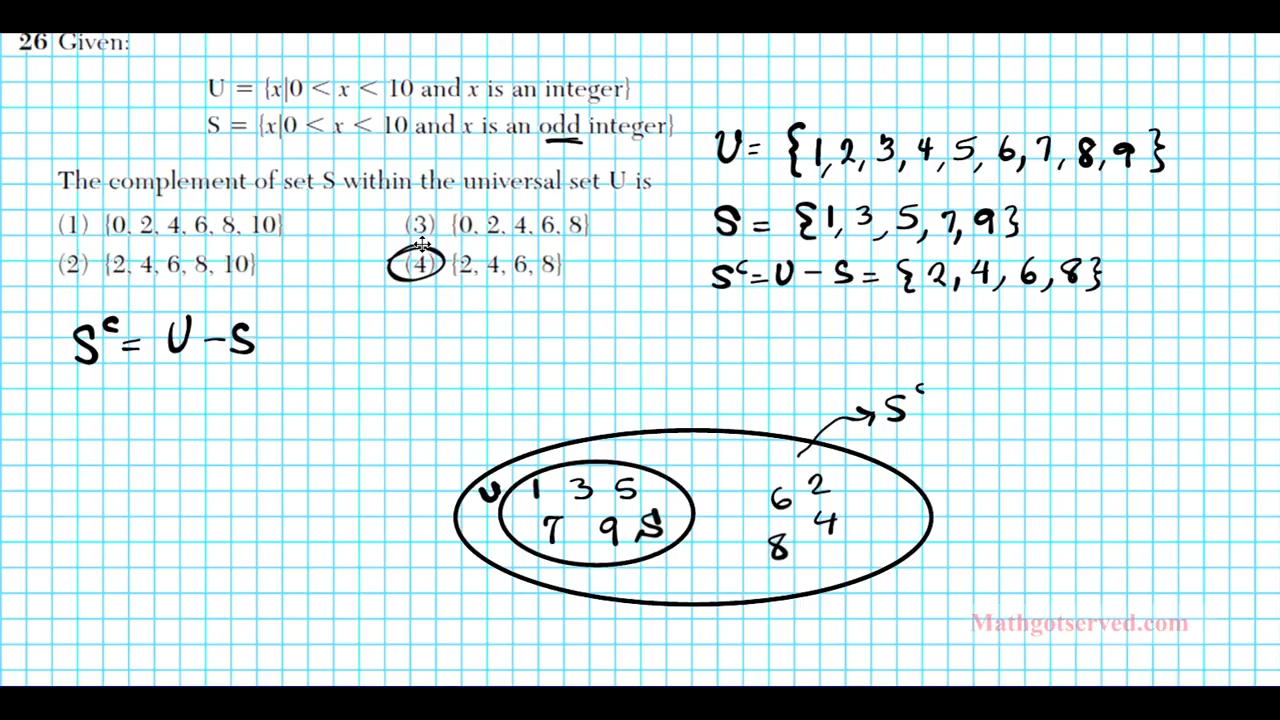 26 Given:
U = {x|0 < x < 10 and x is an integer}
S = {x|0 < x < 10 and x is an odd integer}
The complement of set S within the universal set U is
(1) {0, 2, 4, 6, 8, 10}
(3) {0, 2, 4, 6, 8}
(2) {2, 4, 6, 8, 10}
(4) {2, 4, 6, 8}
U = {1, 2, 3, 4, 5, 6, 7, 8, 9}
S = {1, 3, 5, 7, 9}
Sᶜ = U - S = {2, 4, 6, 8}
Sᶜ = U - S
Sᶜ
U 1 3 5
7 9 S
6 2
4
8
Mathgotserved.com